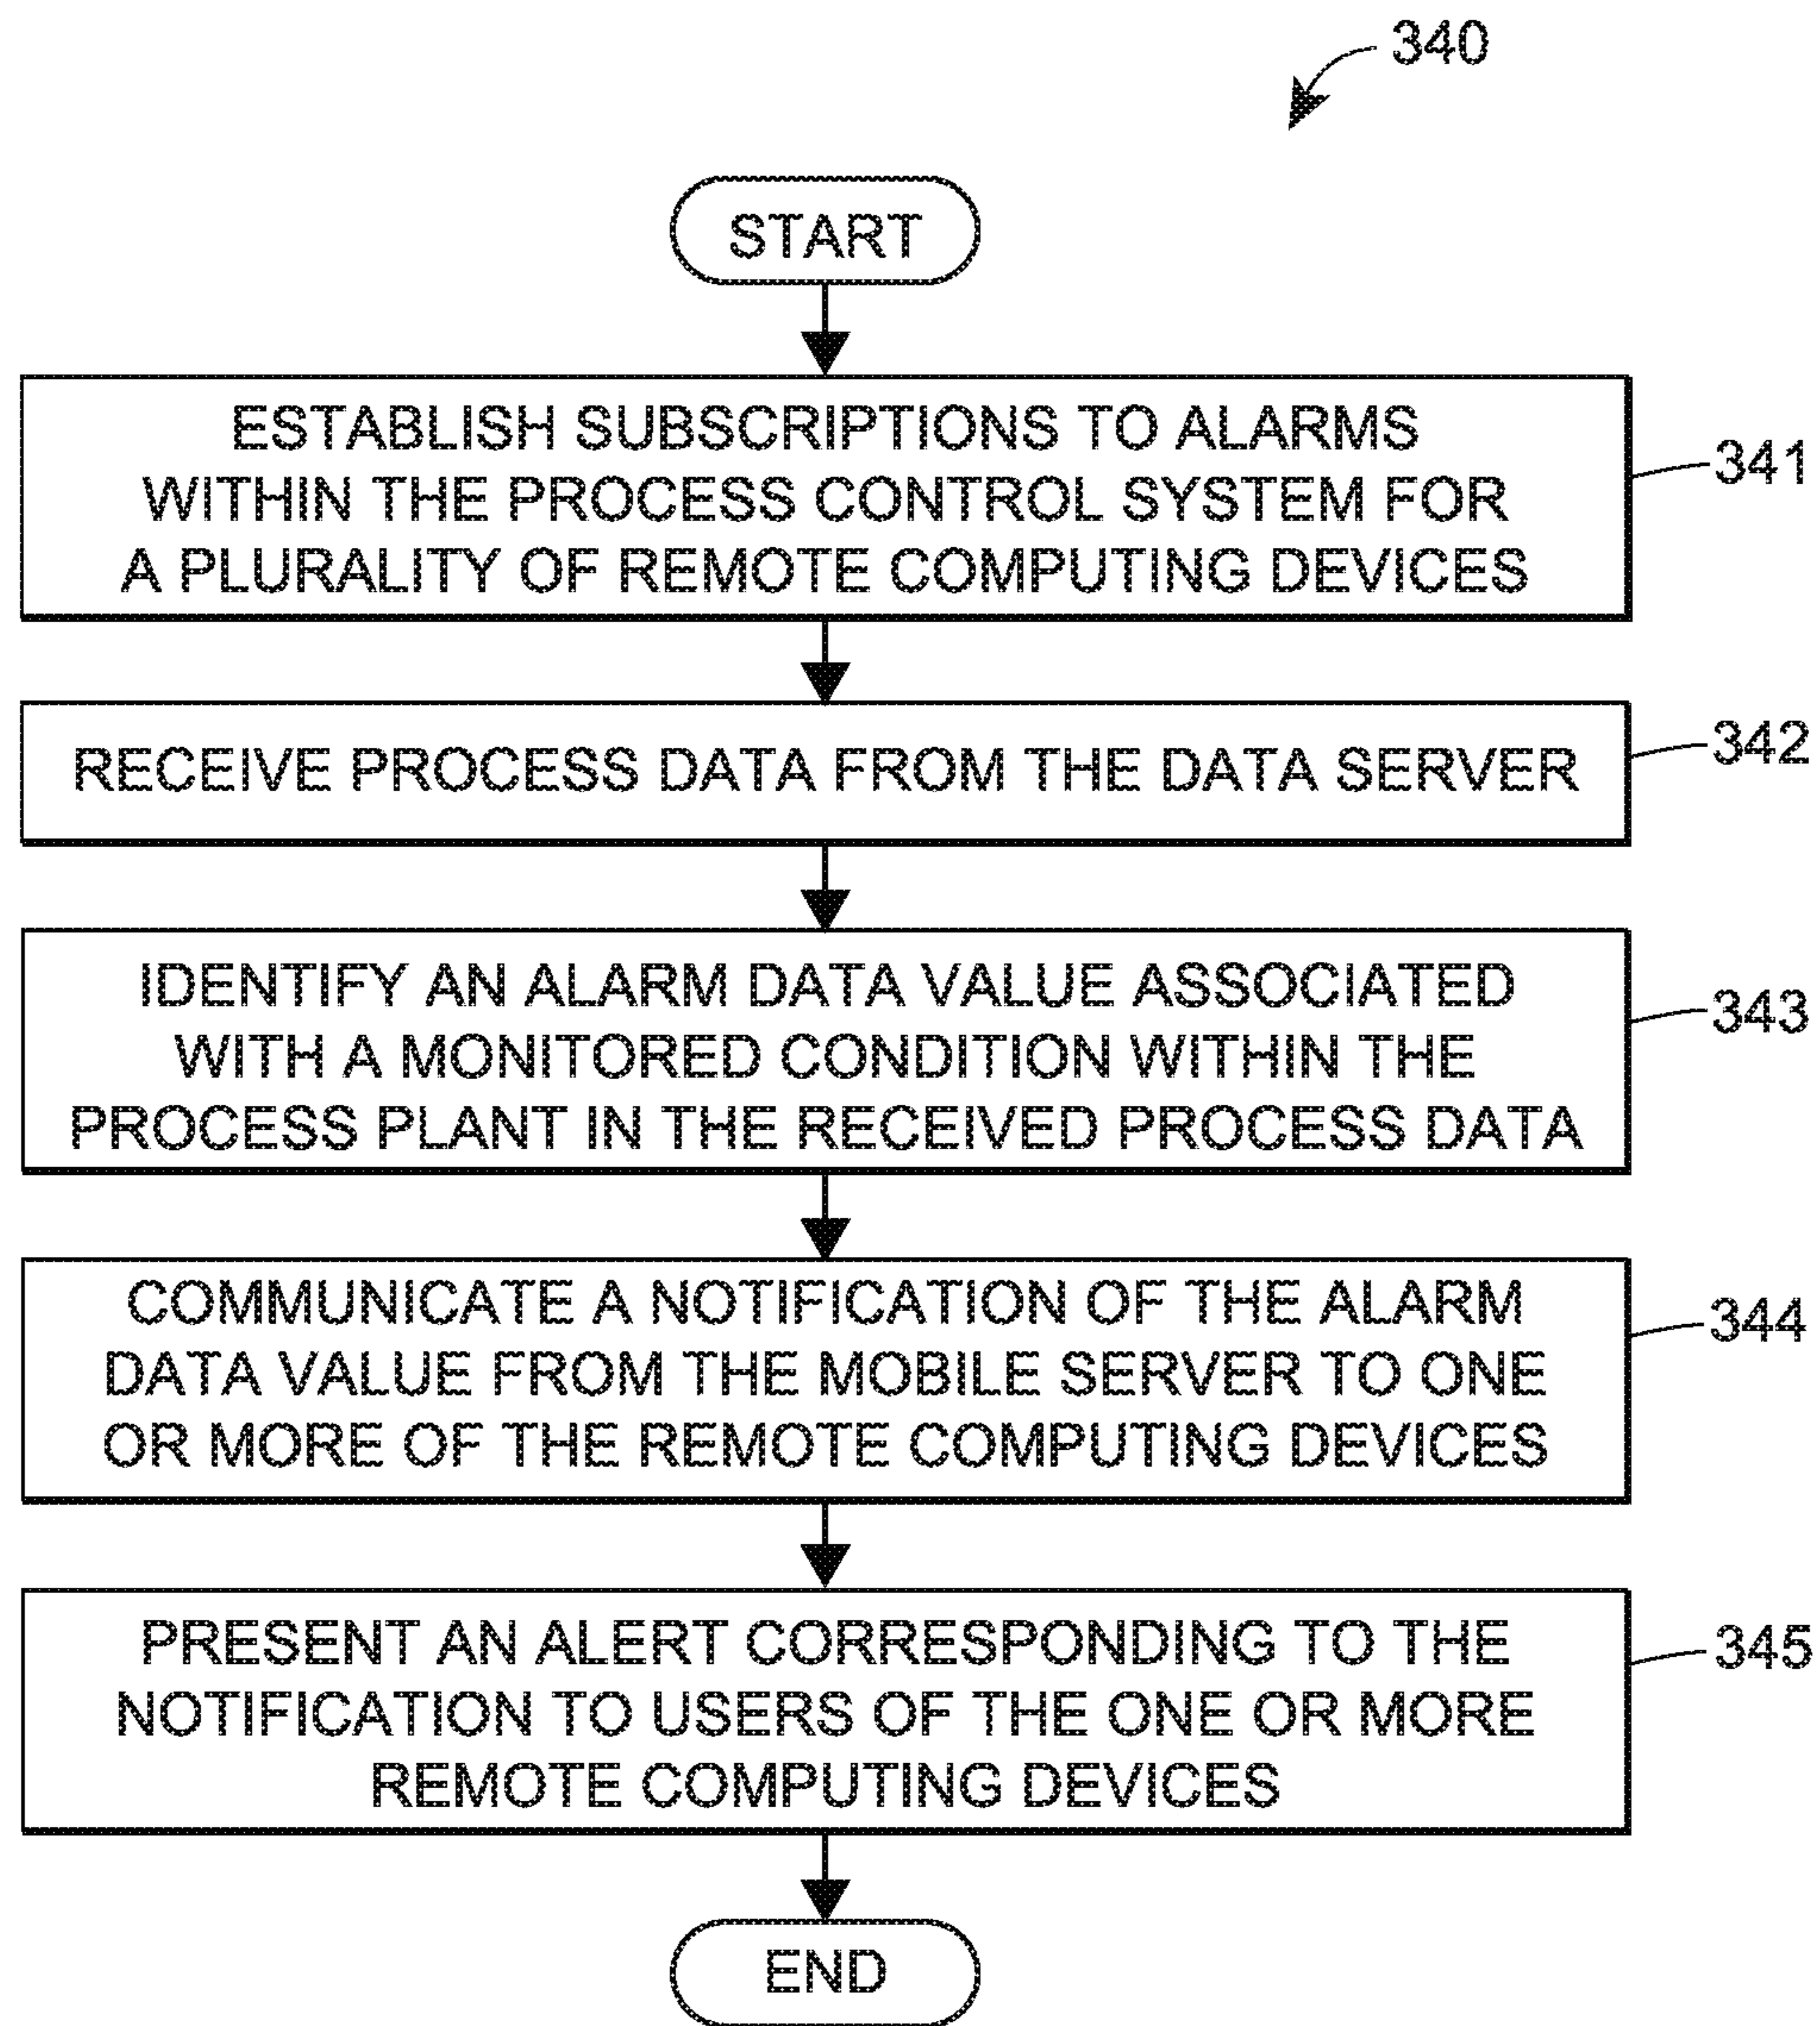 340
START
ESTABLISH SUBSCRIPTIONS TO ALARMS
WITHIN THE PROCESS CONTROL SYSTEM FOR
A PLURALITY OF REMOTE COMPUTING DEVICES
341
RECEIVE PROCESS DATA FROM THE DATA SERVER
342
IDENTIFY AN ALARM DATA VALUE ASSOCIATED
WITH A MONITORED CONDITION WITHIN THE
PROCESS PLANT IN THE RECEIVED PROCESS DATA
343
COMMUNICATE A NOTIFICATION OF THE ALARM
DATA VALUE FROM THE MOBILE SERVER TO ONE
OR MORE OF THE REMOTE COMPUTING DEVICES
344
PRESENT AN ALERT CORRESPONDING TO THE
NOTIFICATION TO USERS OF THE ONE OR MORE
REMOTE COMPUTING DEVICES
345
END